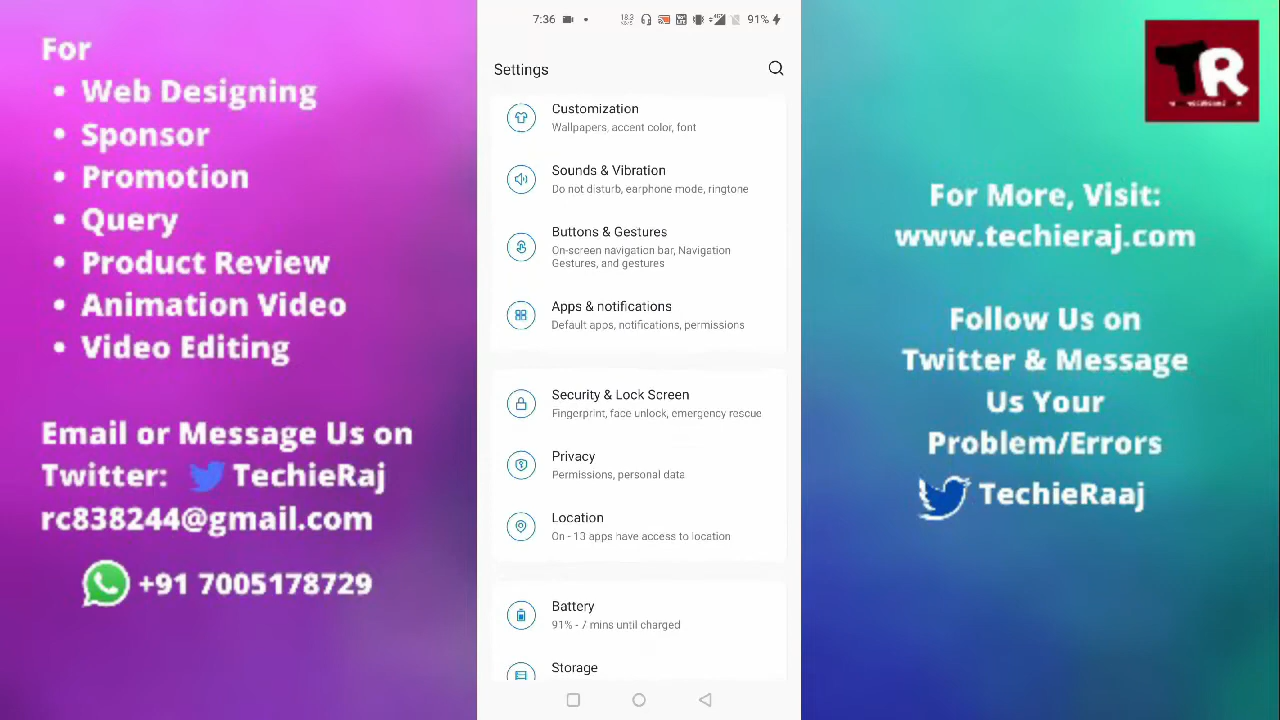 For
• Web Designing
• Sponsor
• Promotion
• Query
• Product Review
• Animation Video
• Video Editing
Email or Message Us on
Twitter: TechieRaj
rc838244@gmail.com
+91 7005178729
7:36
91%
Settings
Customization
Wallpapers, accent color, font
Sounds & Vibration
Do not disturb, earphone mode, ringtone
Buttons & Gestures
On-screen navigation bar, Navigation
Gestures, and gestures
Apps & notifications
Default apps, notifications, permissions
Security & Lock Screen
Fingerprint, face unlock, emergency rescue
Privacy
Permissions, personal data
Location
On - 13 apps have access to location
Battery
91% - 7 mins until charged
Storage
TR
For More, Visit:
www.techieraj.com
Follow Us on
Twitter & Message
Us Your
Problem/Errors
TechieRaaj